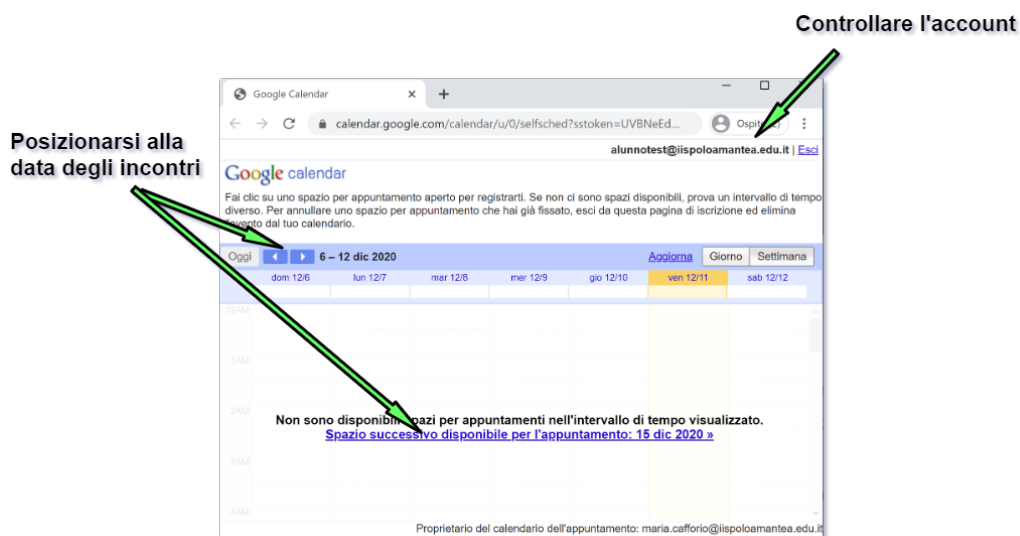 Controllare l'account
Posizionarsi alla
data degli incontri
Google Calendar
calendar.google.com/calendar/u/0/selfsched?sstoken=UVBNeEd...
alunnotest@iispoloamantea.edu.it | Esci
Google calendar
Fai clic su uno spazio per appuntamento aperto per registrarti. Se non ci sono spazi disponibili, prova un intervallo di tempo
diverso. Per annullare uno spazio per appuntamento che hai già fissato, esci da questa pagina di iscrizione ed elimina
l'evento dal tuo calendario.
Oggi 6 – 12 dic 2020 Aggiorna Giorno Settimana
dom 12/6 lun 12/7 mar 12/8 mer 12/9 gio 12/10 ven 12/11 sab 12/12
12AM
1AM
2AM
Non sono disponibili spazi per appuntamenti nell'intervallo di tempo visualizzato.
Spazio successivo disponibile per l'appuntamento: 15 dic 2020 »
3AM
4AM
Proprietario del calendario dell'appuntamento: maria.cafforio@iispoloamantea.edu.it